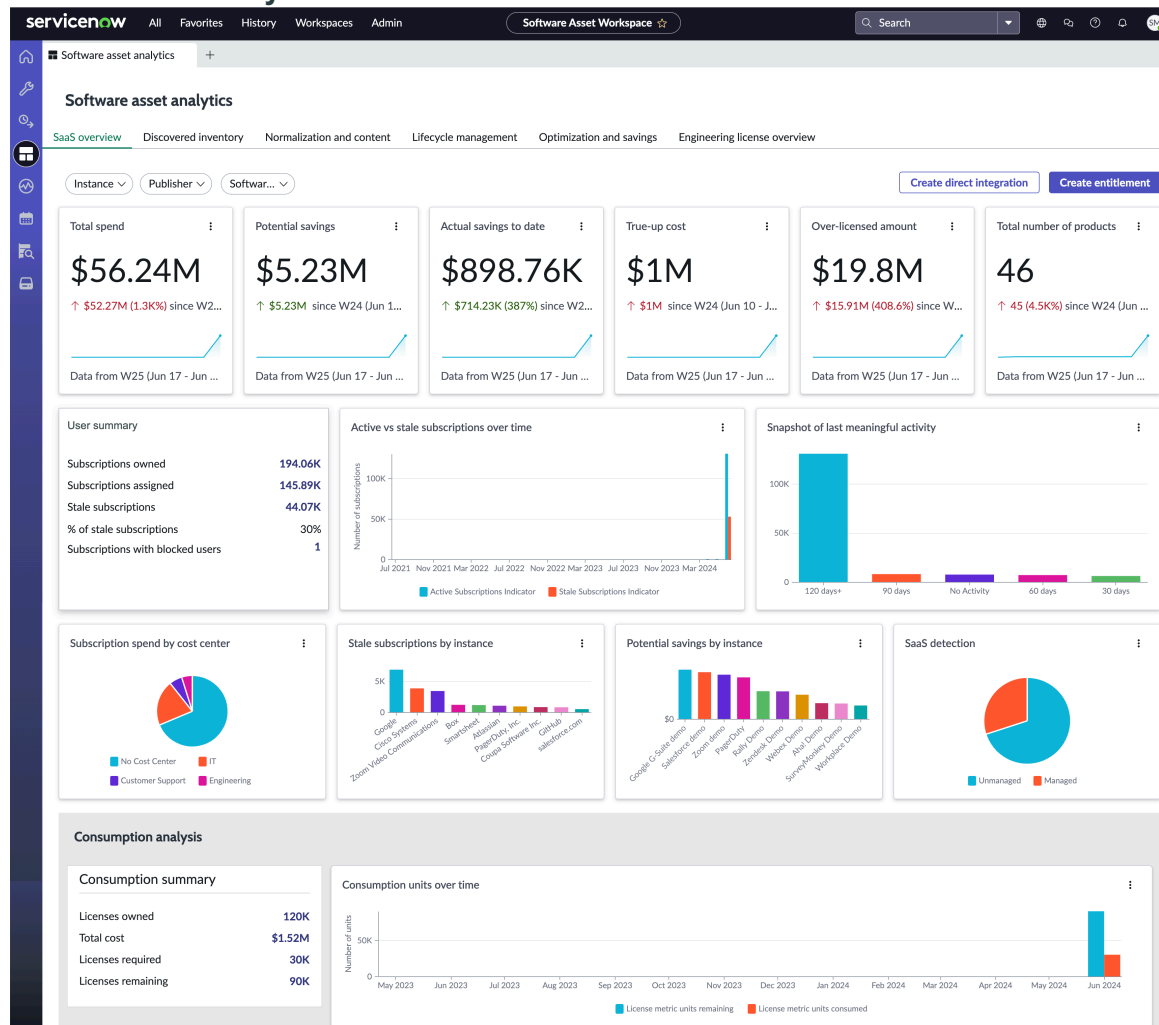 servicenow All Favorites History Workspaces Admin Software Asset Workspace Search SM
Software asset analytics
Software asset analytics
SaaS overview Discovered inventory Normalization and content Lifecycle management Optimization and savings Engineering license overview
Instance Publisher Softwar... Create direct integration Create entitlement
Total spend Potential savings Actual savings to date True-up cost Over-licensed amount Total number of products
$56.24M $5.23M $898.76K $1M $19.8M 46
↑ $52.27M (1.3K%) since W2... ↑ $5.23M since W24 (Jun 1... ↑ $714.23K (387%) since W2... ↑ $1M since W24 (Jun 10 - J... ↑ $15.91M (408.6%) since W... ↑ 45 (4.5K%) since W24 (Jun ...
Data from W25 (Jun 17 - Jun ... Data from W25 (Jun 17 - Jun ... Data from W25 (Jun 17 - Jun ... Data from W25 (Jun 17 - Jun ... Data from W25 (Jun 17 - Jun ... Data from W25 (Jun 17 - Jun ...
User summary
Subscriptions owned 194.06K
Subscriptions assigned 145.89K
Stale subscriptions 44.07K
% of stale subscriptions 30%
Subscriptions with blocked users 1
Active vs stale subscriptions over time
Number of subscriptions
100K
50K
0
Jul 2021 Nov 2021 Mar 2022 Jul 2022 Nov 2022 Mar 2023 Jul 2023 Nov 2023 Mar 2024
Active Subscriptions Indicator Stale Subscriptions Indicator
Snapshot of last meaningful activity
100K
50K
0
120 days+ 90 days No Activity 60 days 30 days
Subscription spend by cost center
No Cost Center IT
Customer Support Engineering
Stale subscriptions by instance
5K
0
Google
Cisco Systems
Zoom Video Communications
Box
Smartsheet
Atlassian
PagerDuty, Inc.
Coupa Software Inc.
GitHub
salesforce.com
Potential savings by instance
$0
Google G-Suite demo
Salesforce demo
Zoom demo
PagerDuty
Rally Demo
Zendesk Demo
Webex Demo
Aha! Demo
SurveyMonkey Demo
Workplace Demo
SaaS detection
Unmanaged Managed
Consumption analysis
Consumption summary
Licenses owned 120K
Total cost $1.52M
Licenses required 30K
Licenses remaining 90K
Consumption units over time
Number of units
50K
0
May 2023 Jun 2023 Jul 2023 Aug 2023 Sep 2023 Oct 2023 Nov 2023 Dec 2023 Jan 2024 Feb 2024 Mar 2024 Apr 2024 May 2024 Jun 2024
License metric units remaining License metric units consumed